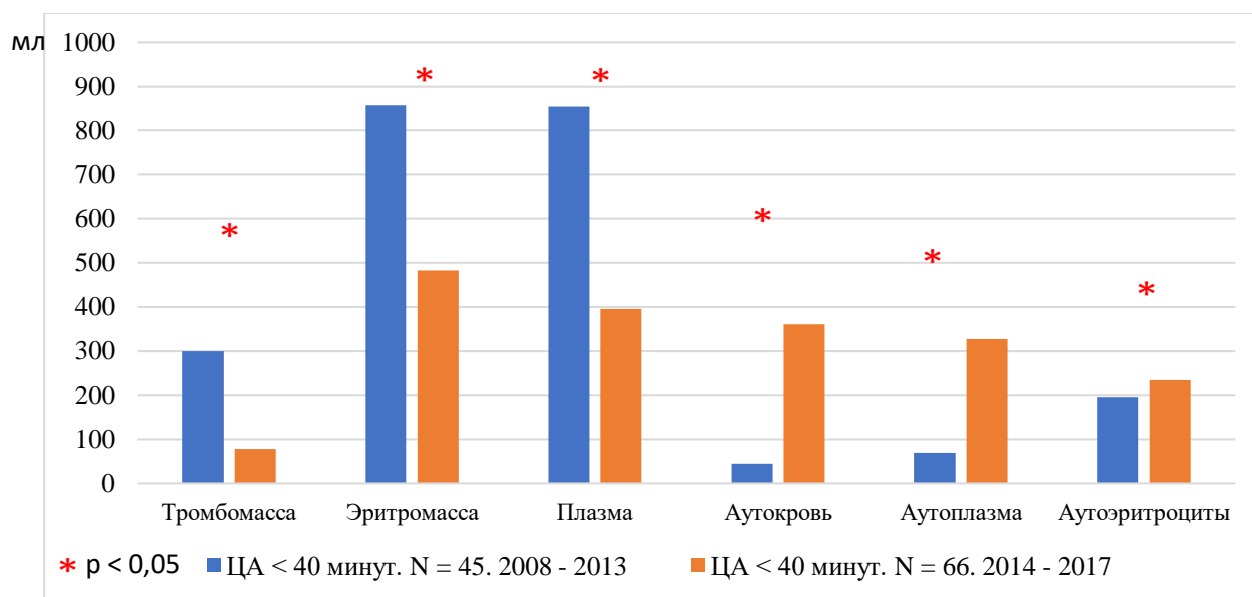 мл
1000
900
800
700
600
500
400
300
200
100
0
* * * * * *
Тромбомасса Эритромасса Плазма Аутокровь Аутоплазма Аутоэритроциты
* p < 0,05 ЦА < 40 минут. N = 45. 2008 - 2013 ЦА < 40 минут. N = 66. 2014 - 2017